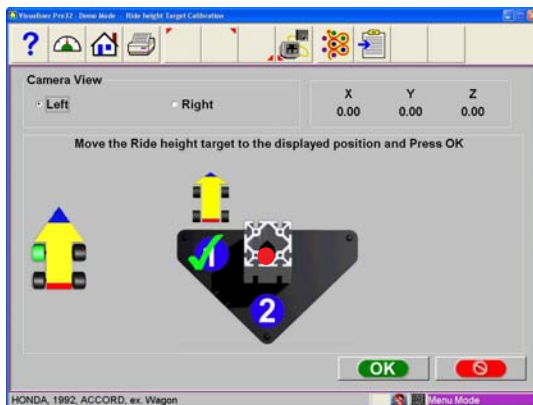 Visualiner Pro32 - Demo Mode - Ride height Target Calibration
?
Camera View
Left
Right
X Y Z
0.00 0.00 0.00
Move the Ride height target to the displayed position and Press OK
1
2
OK
HONDA, 1992, ACCORD, ex. Wagon
Menu Mode